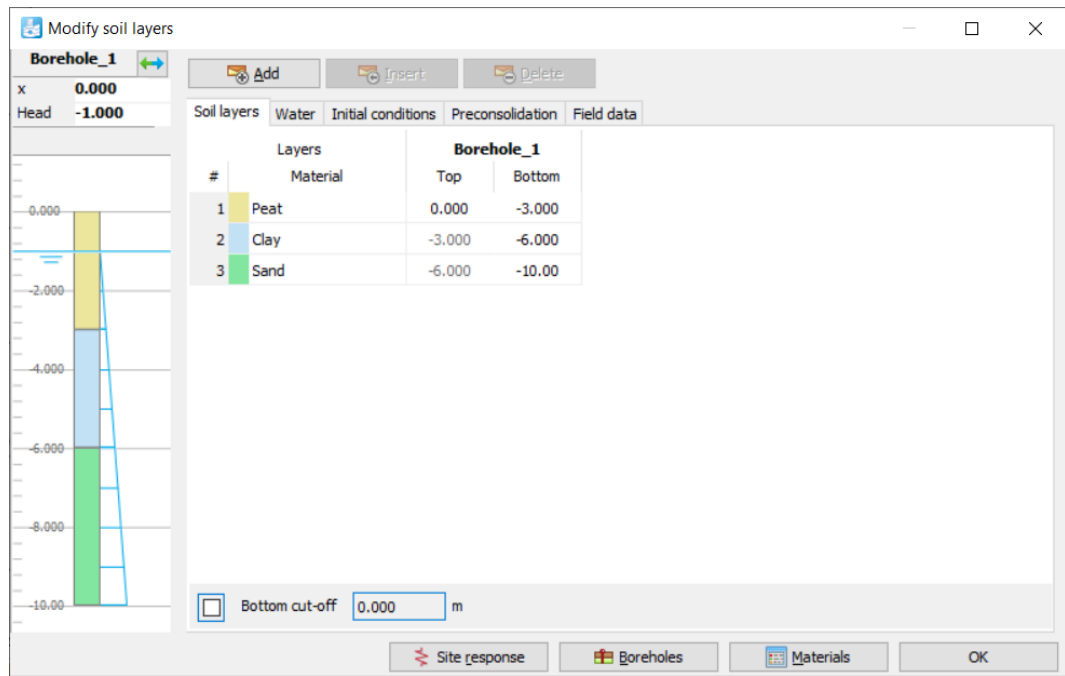 Modify soil layers
Borehole_1
x 0.000
Head -1.000
Add Insert Delete
Soil layers Water Initial conditions Preconsolidation Field data
Layers Borehole_1
# Material Top Bottom
1 Peat 0.000 -3.000
2 Clay -3.000 -6.000
3 Sand -6.000 -10.00
0.000
-2.000
-4.000
-6.000
-8.000
-10.00
Bottom cut-off 0.000 m
Site response Boreholes Materials OK